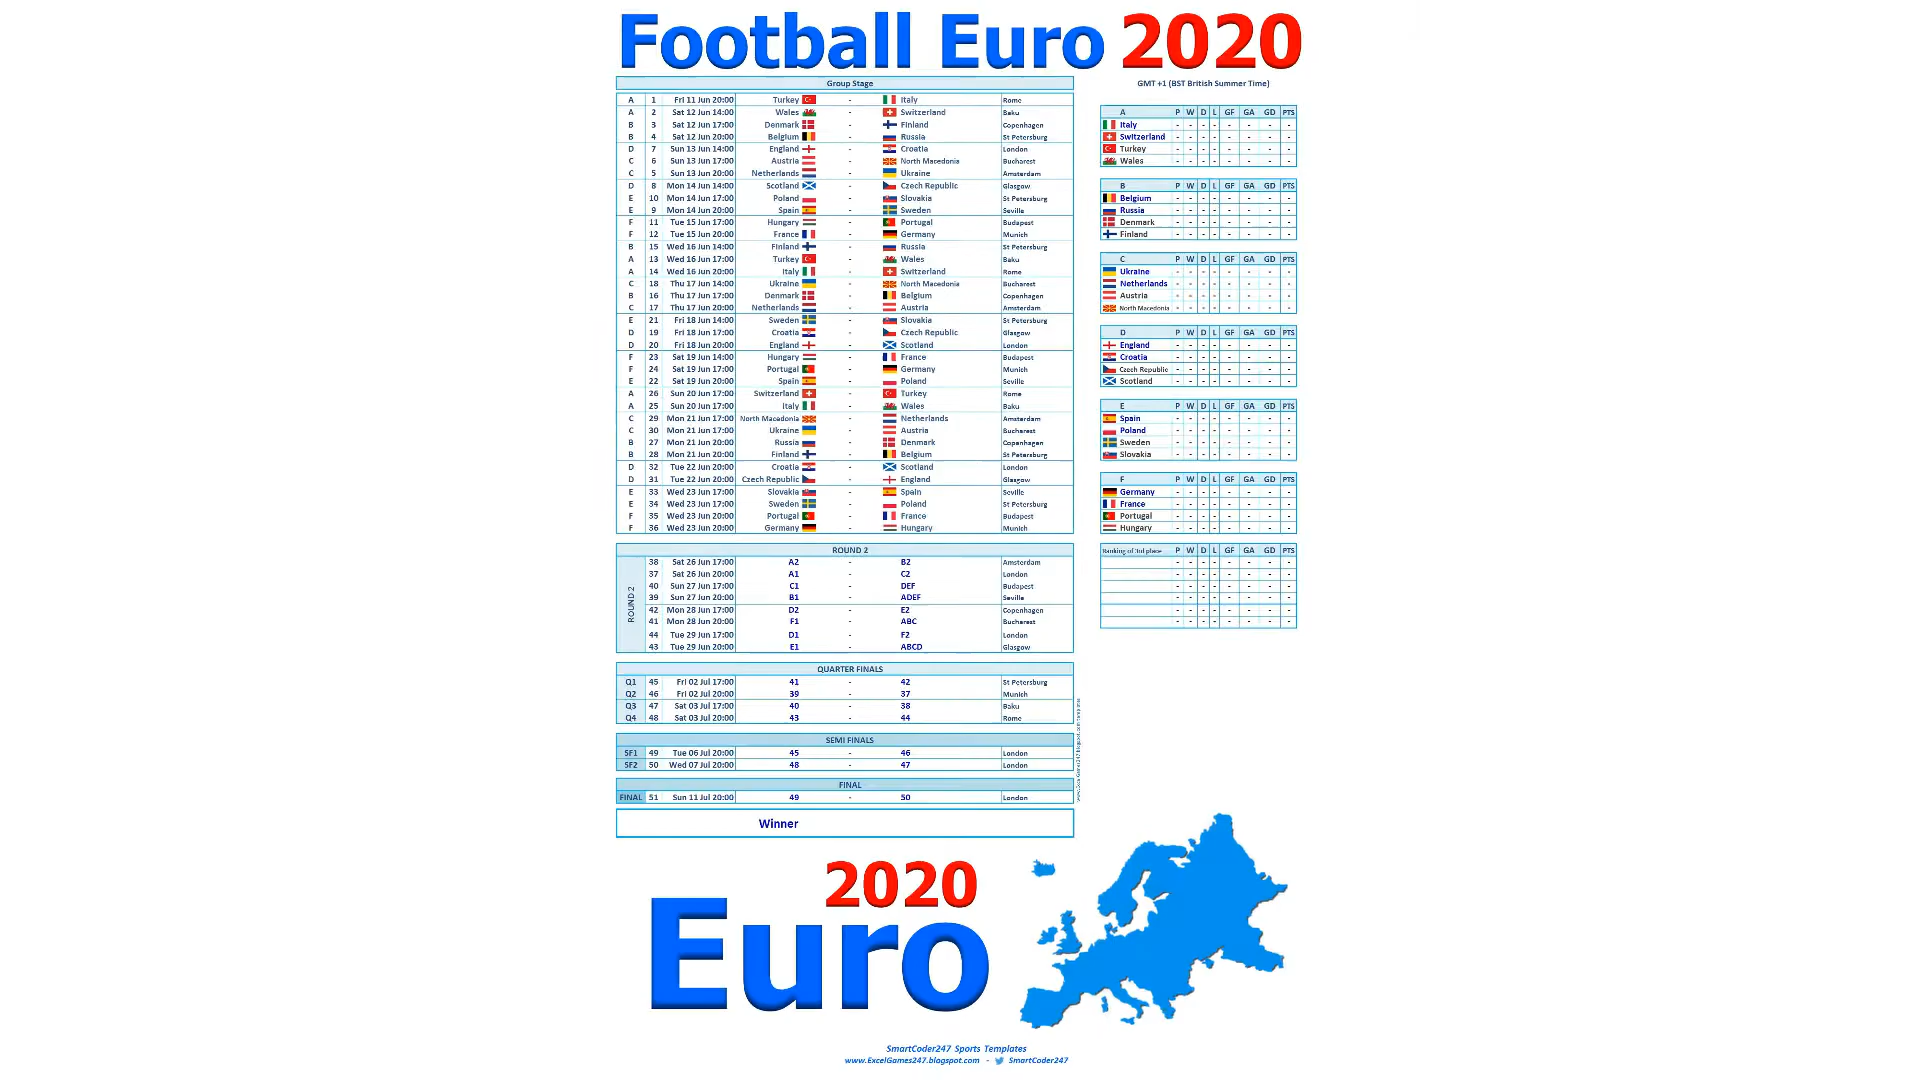 Football Euro 2020
Group Stage
GMT +1 (BST British Summer Time)
A 1 Fri 11 Jun 20:00 Turkey - Italy Rome
A 2 Sat 12 Jun 14:00 Wales - Switzerland Baku
B 3 Sat 12 Jun 17:00 Denmark - Finland Copenhagen
B 4 Sat 12 Jun 20:00 Belgium - Russia St Petersburg
D 7 Sun 13 Jun 14:00 England - Croatia London
C 6 Sun 13 Jun 17:00 Austria - North Macedonia Bucharest
C 5 Sun 13 Jun 20:00 Netherlands - Ukraine Amsterdam
D 8 Mon 14 Jun 14:00 Scotland - Czech Republic Glasgow
E 10 Mon 14 Jun 17:00 Poland - Slovakia St Petersburg
E 9 Mon 14 Jun 20:00 Spain - Sweden Seville
F 11 Tue 15 Jun 17:00 Hungary - Portugal Budapest
F 12 Tue 15 Jun 20:00 France - Germany Munich
B 15 Wed 16 Jun 14:00 Finland - Russia St Petersburg
A 13 Wed 16 Jun 17:00 Turkey - Wales Baku
A 14 Wed 16 Jun 20:00 Italy - Switzerland Rome
C 18 Thu 17 Jun 14:00 Ukraine - North Macedonia Bucharest
B 16 Thu 17 Jun 17:00 Denmark - Belgium Copenhagen
C 17 Thu 17 Jun 20:00 Netherlands - Austria Amsterdam
E 21 Fri 18 Jun 14:00 Sweden - Slovakia St Petersburg
D 19 Fri 18 Jun 17:00 Croatia - Czech Republic Glasgow
D 20 Fri 18 Jun 20:00 England - Scotland London
F 23 Sat 19 Jun 14:00 Hungary - France Budapest
F 24 Sat 19 Jun 17:00 Portugal - Germany Munich
E 22 Sat 19 Jun 20:00 Spain - Poland Seville
A 26 Sun 20 Jun 17:00 Switzerland - Turkey Rome
A 25 Sun 20 Jun 17:00 Italy - Wales Baku
C 29 Mon 21 Jun 17:00 North Macedonia - Netherlands Amsterdam
C 30 Mon 21 Jun 17:00 Ukraine - Austria Bucharest
B 27 Mon 21 Jun 20:00 Russia - Denmark Copenhagen
B 28 Mon 21 Jun 20:00 Finland - Belgium St Petersburg
D 32 Tue 22 Jun 20:00 Croatia - Scotland London
D 31 Tue 22 Jun 20:00 Czech Republic - England Glasgow
E 33 Wed 23 Jun 17:00 Slovakia - Spain Seville
E 34 Wed 23 Jun 17:00 Sweden - Poland St Petersburg
F 35 Wed 23 Jun 20:00 Portugal - France Budapest
F 36 Wed 23 Jun 20:00 Germany - Hungary Munich
ROUND 2
ROUND 2
38 Sat 26 Jun 17:00 A2 - B2 Amsterdam
37 Sat 26 Jun 20:00 A1 - C2 London
40 Sun 27 Jun 17:00 C1 - DEF Budapest
39 Sun 27 Jun 20:00 B1 - ADEF Seville
42 Mon 28 Jun 17:00 D2 - E2 Copenhagen
41 Mon 28 Jun 20:00 F1 - ABC Bucharest
44 Tue 29 Jun 17:00 D1 - F2 London
43 Tue 29 Jun 20:00 E1 - ABCD Glasgow
QUARTER FINALS
Q1 45 Fri 02 Jul 17:00 41 - 42 St Petersburg
Q2 46 Fri 02 Jul 20:00 39 - 37 Munich
Q3 47 Sat 03 Jul 17:00 40 - 38 Baku
Q4 48 Sat 03 Jul 20:00 43 - 44 Rome
SEMI FINALS
SF1 49 Tue 06 Jul 20:00 45 - 46 London
SF2 50 Wed 07 Jul 20:00 48 - 47 London
FINAL
FINAL 51 Sun 11 Jul 20:00 49 - 50 London
Winner
A P W D L GF GA GD PTS
Italy - - - - - - - -
Switzerland - - - - - - - -
Turkey - - - - - - - -
Wales - - - - - - - -
B P W D L GF GA GD PTS
Belgium - - - - - - - -
Russia - - - - - - - -
Denmark - - - - - - - -
Finland - - - - - - - -
C P W D L GF GA GD PTS
Ukraine - - - - - - - -
Netherlands - - - - - - - -
Austria - - - - - - - -
North Macedonia - - - - - - - -
D P W D L GF GA GD PTS
England - - - - - - - -
Croatia - - - - - - - -
Czech Republic - - - - - - - -
Scotland - - - - - - - -
E P W D L GF GA GD PTS
Spain - - - - - - - -
Poland - - - - - - - -
Sweden - - - - - - - -
Slovakia - - - - - - - -
F P W D L GF GA GD PTS
Germany - - - - - - - -
France - - - - - - - -
Portugal - - - - - - - -
Hungary - - - - - - - -
Ranking of 3rd place P W D L GF GA GD PTS
- - - - - - - -
- - - - - - - -
- - - - - - - -
- - - - - - - -
- - - - - - - -
- - - - - - - -
2020
Euro
SmartCoder247 Sports Templates
www.ExcelGames247.blogspot.com - SmartCoder247